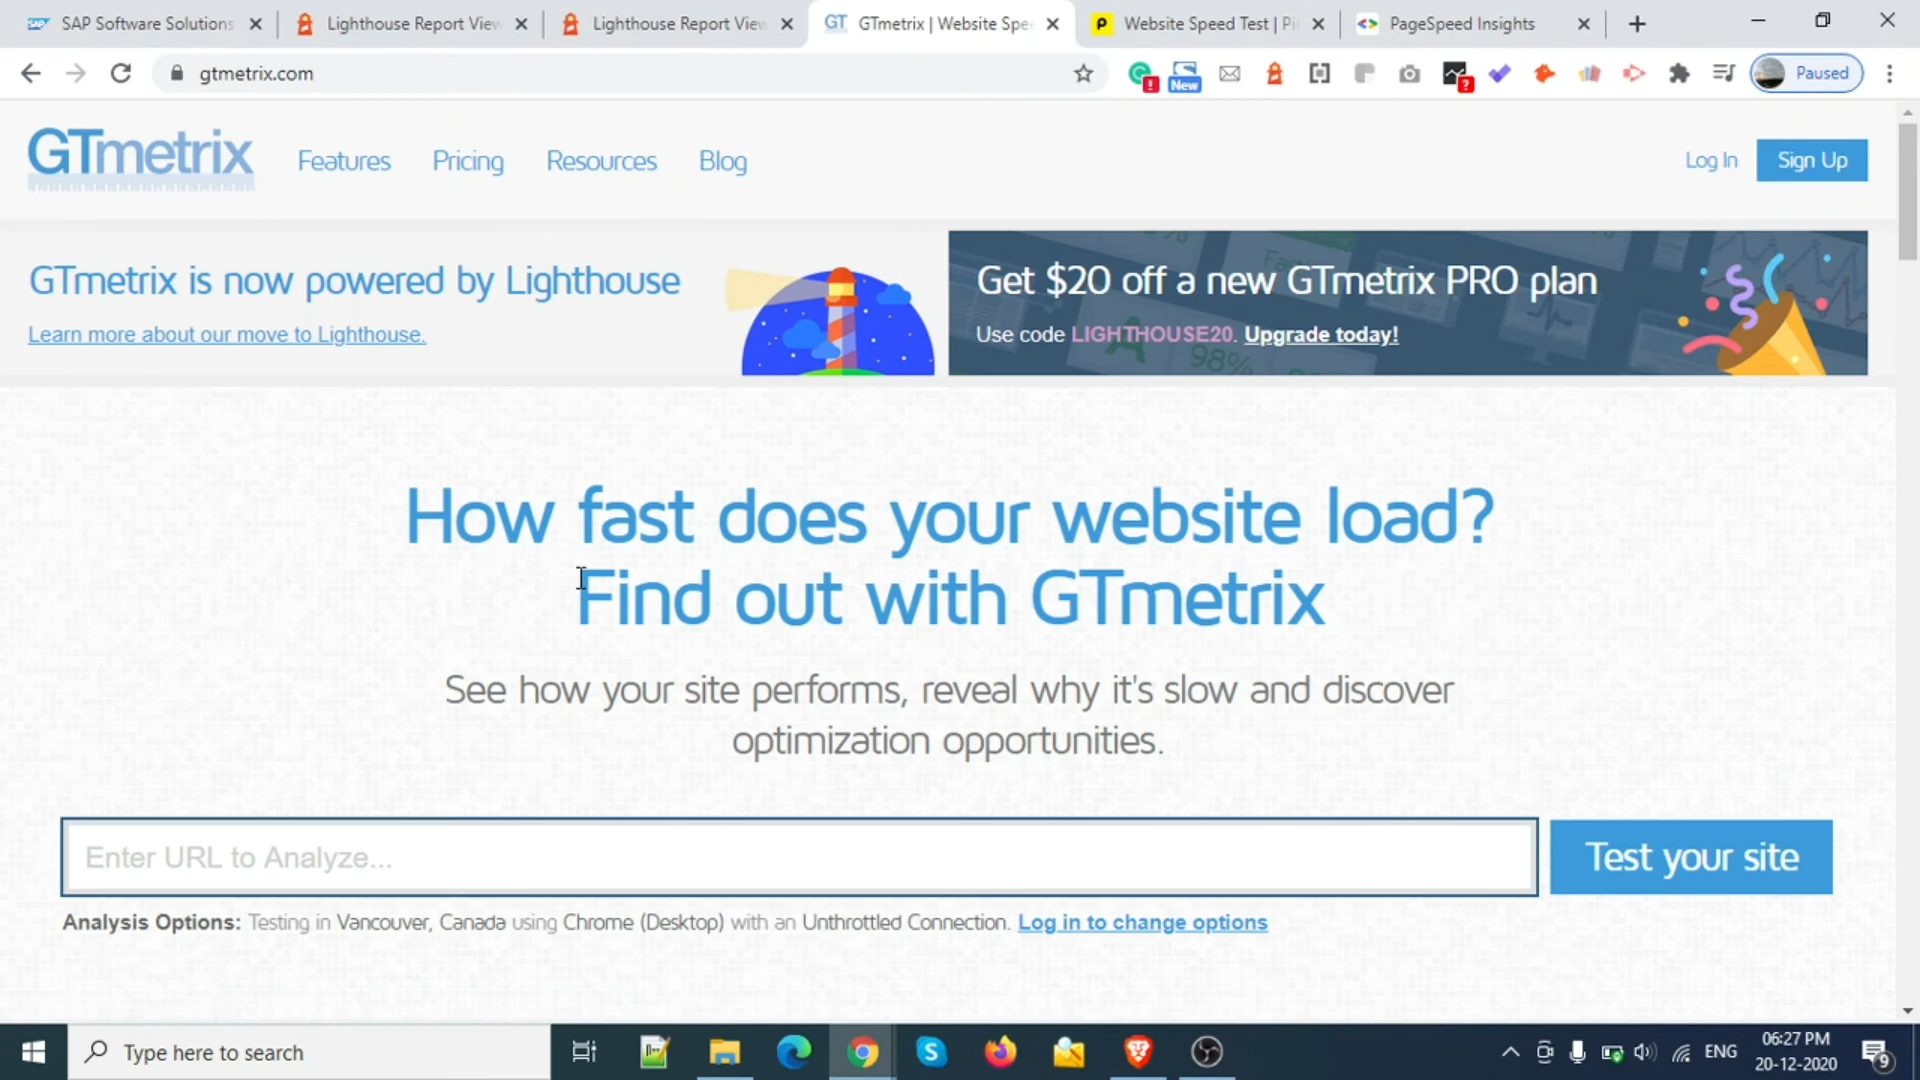 SAP Software Solutions
Lighthouse Report View
Lighthouse Report View
GTmetrix | Website Spe
Website Speed Test | Pi
PageSpeed Insights
gtmetrix.com
New
Paused
GTmetrix
Features
Pricing
Resources
Blog
Log In
Sign Up
GTmetrix is now powered by Lighthouse
Learn more about our move to Lighthouse.
Get $20 off a new GTmetrix PRO plan
Use code LIGHTHOUSE20. Upgrade today!
98%
How fast does your website load?
Find out with GTmetrix
See how your site performs, reveal why it's slow and discover
optimization opportunities.
Enter URL to Analyze...
Test your site
Analysis Options: Testing in Vancouver, Canada using Chrome (Desktop) with an Unthrottled Connection. Log in to change options
Type here to search
ENG
06:27 PM
20-12-2020
9